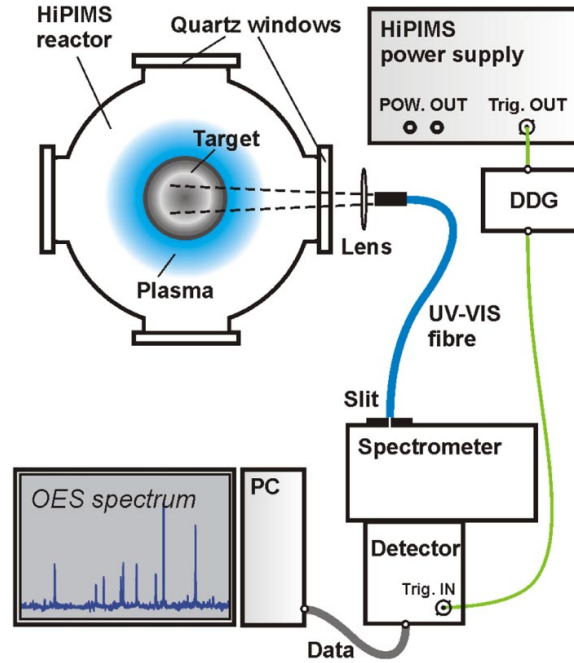 HiPIMS
reactor
Quartz windows
HiPIMS
power supply
POW. OUT
Trig. OUT
Target
DDG
Lens
Plasma
UV-VIS
fibre
Slit
Spectrometer
OES spectrum
PC
Detector
Trig. IN
Data